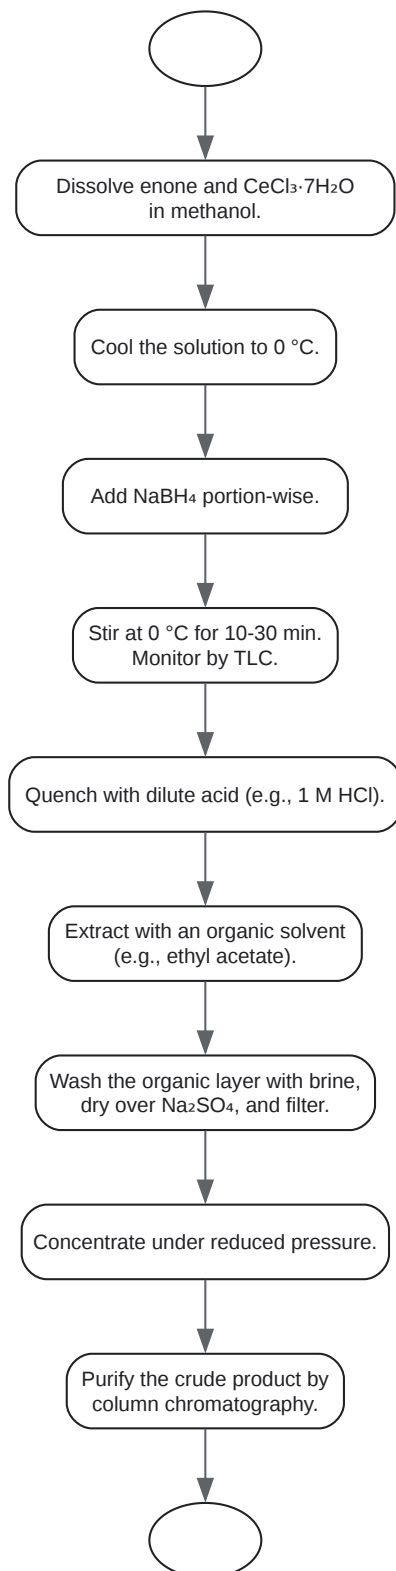 Dissolve enone and CeCl₃·7H₂O
in methanol.
Cool the solution to 0 °C.
Add NaBH₄ portion-wise.
Stir at 0 °C for 10-30 min.
Monitor by TLC.
Quench with dilute acid (e.g., 1 M HCl).
Extract with an organic solvent
(e.g., ethyl acetate).
Wash the organic layer with brine,
dry over Na₂SO₄, and filter.
Concentrate under reduced pressure.
Purify the crude product by
column chromatography.